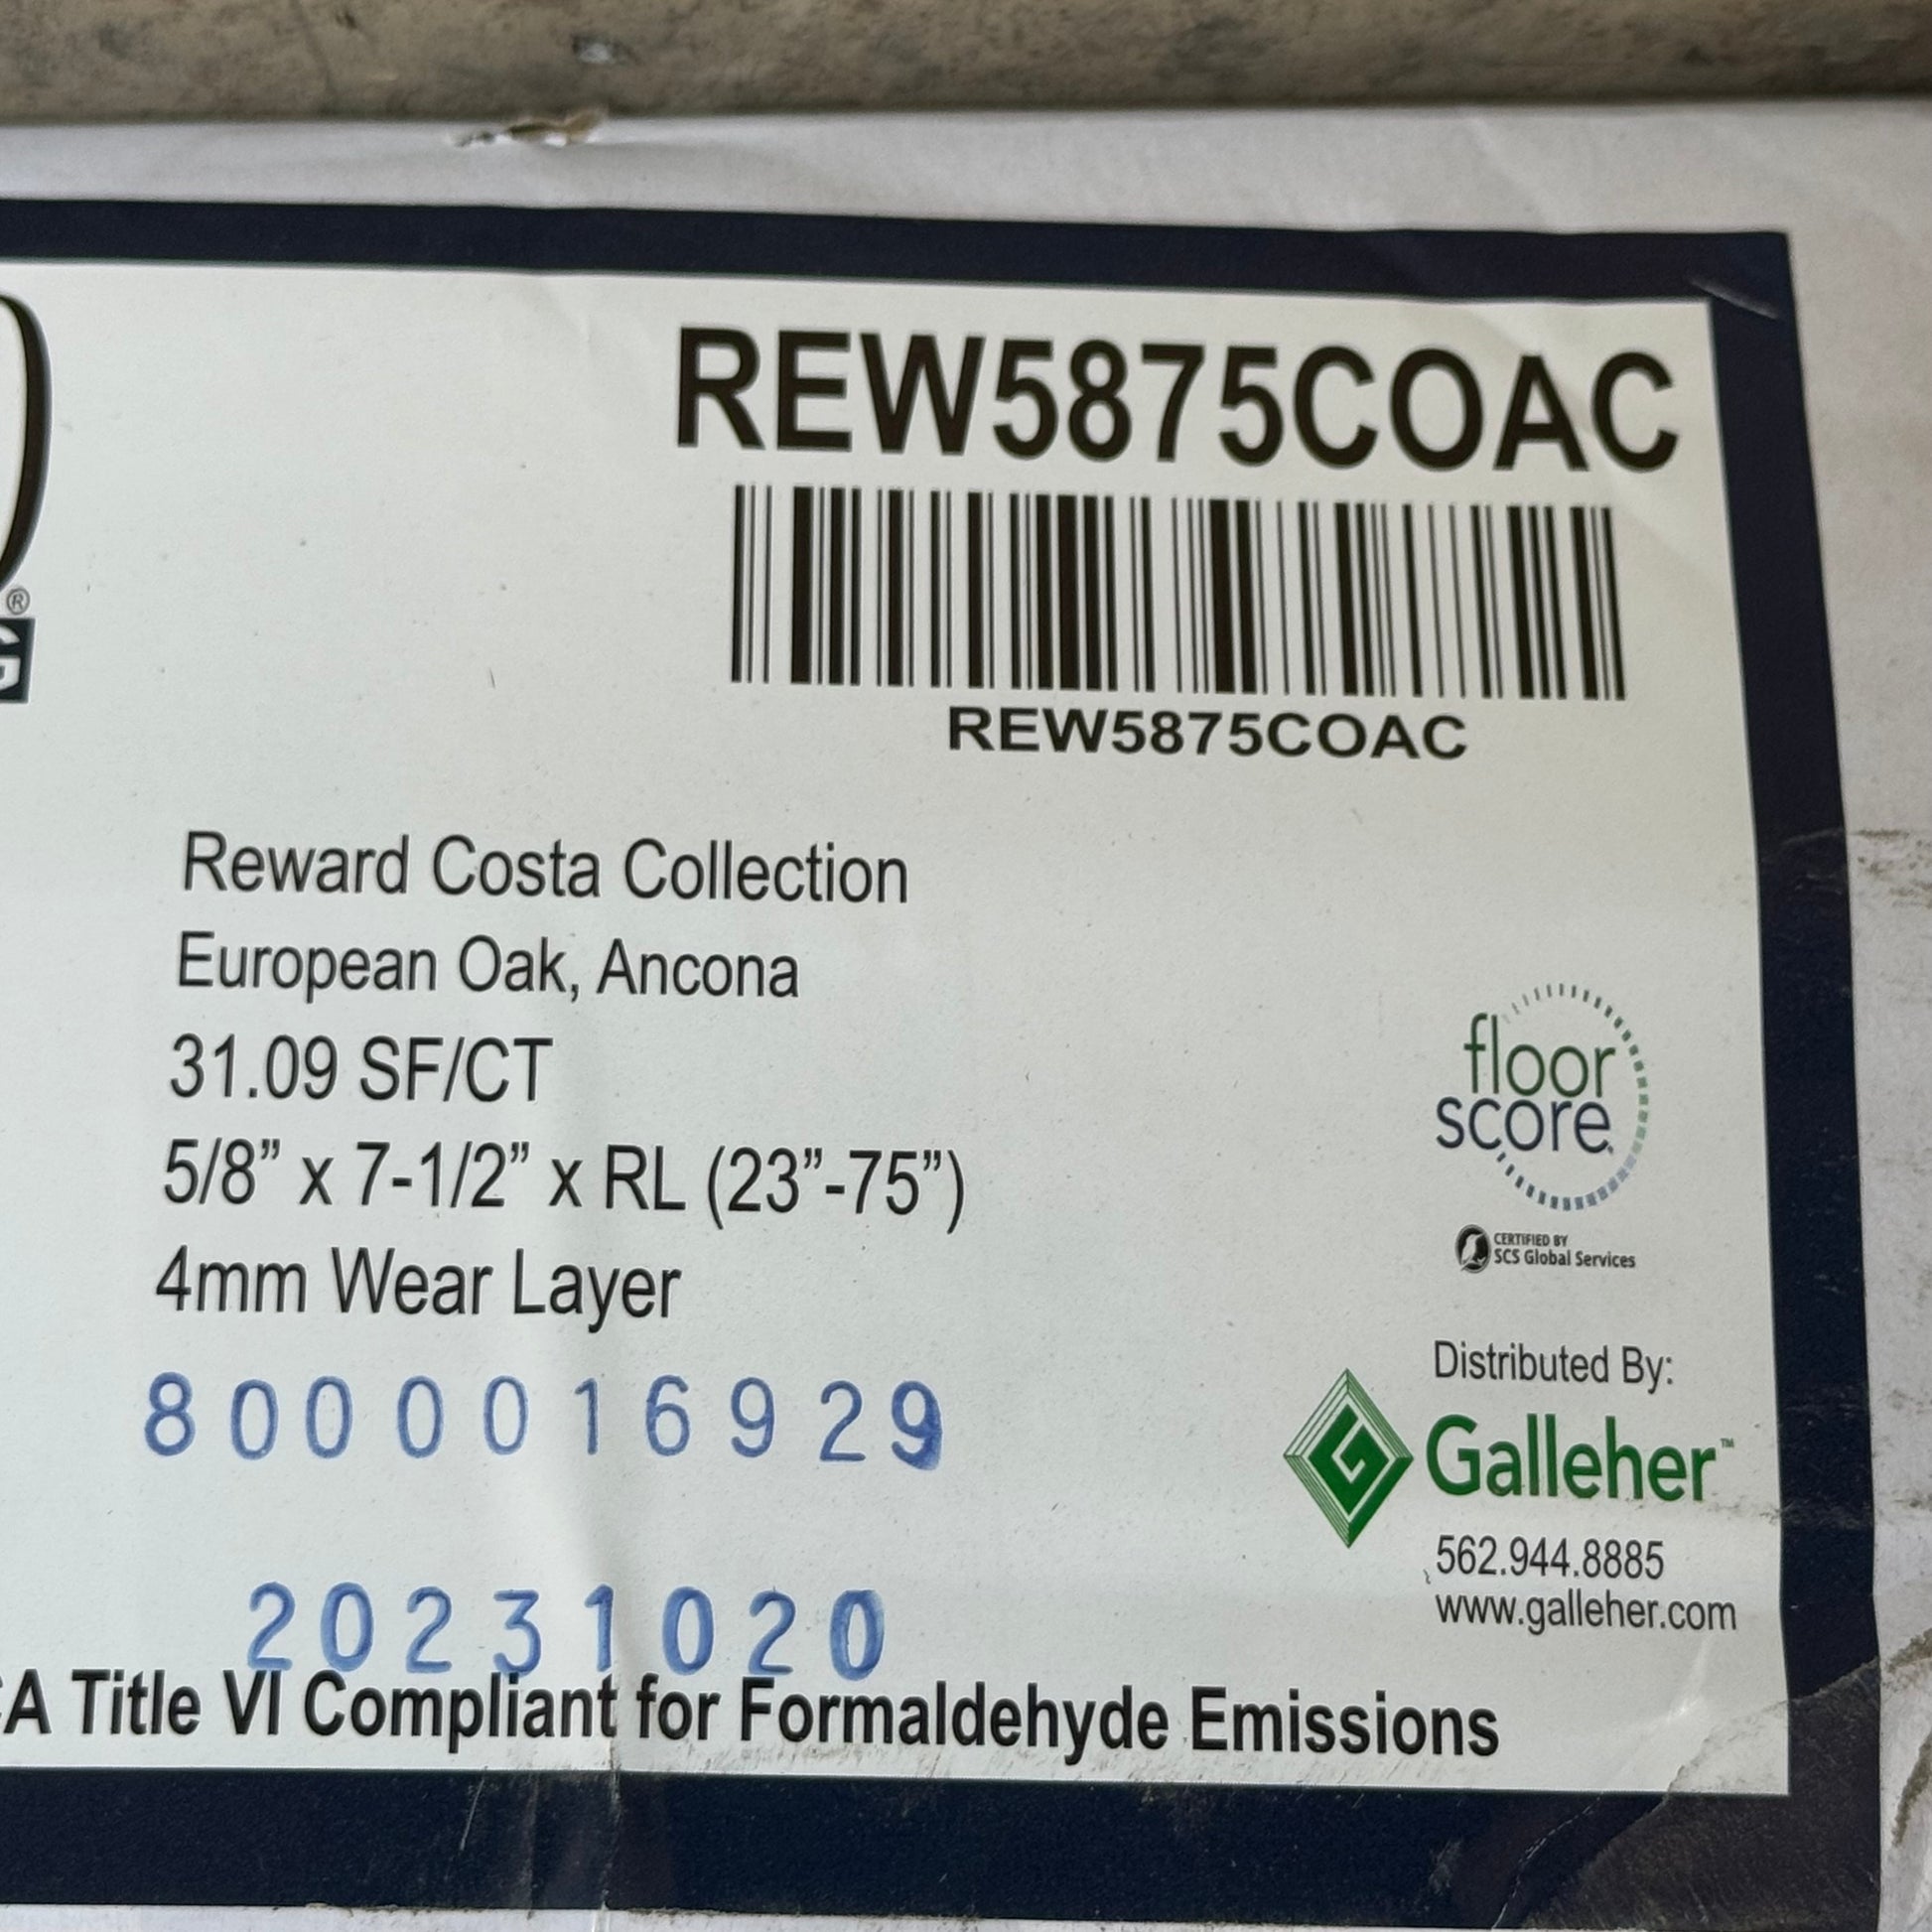 REW5875COAC
®
G
REW5875COAC
Reward Costa Collection
European Oak, Ancona
31.09 SF/CT
5/8” x 7-1/2” x RL (23”-75”)
4mm Wear Layer
floor
score
CERTIFIED BY
SCS Global Services
8000016929
Distributed By:
Galleher™
562.944.8885
www.galleher.com
20231020
A Title VI Compliant for Formaldehyde Emissions